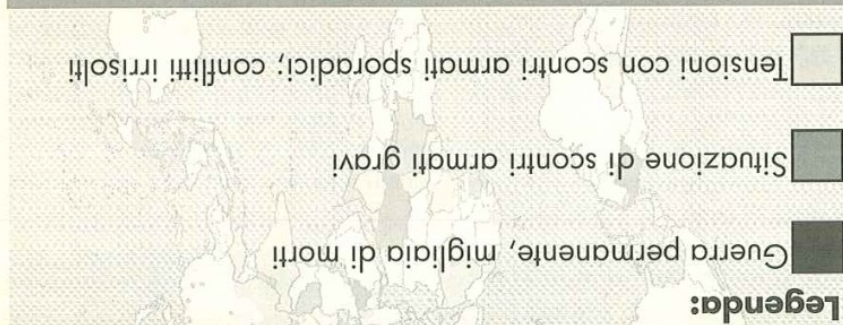 Legenda:
Guerra permanente, migliaia di morti
Situazione di scontri armati gravi
Tensioni con scontri armati sporadici; conflitti irrisolti